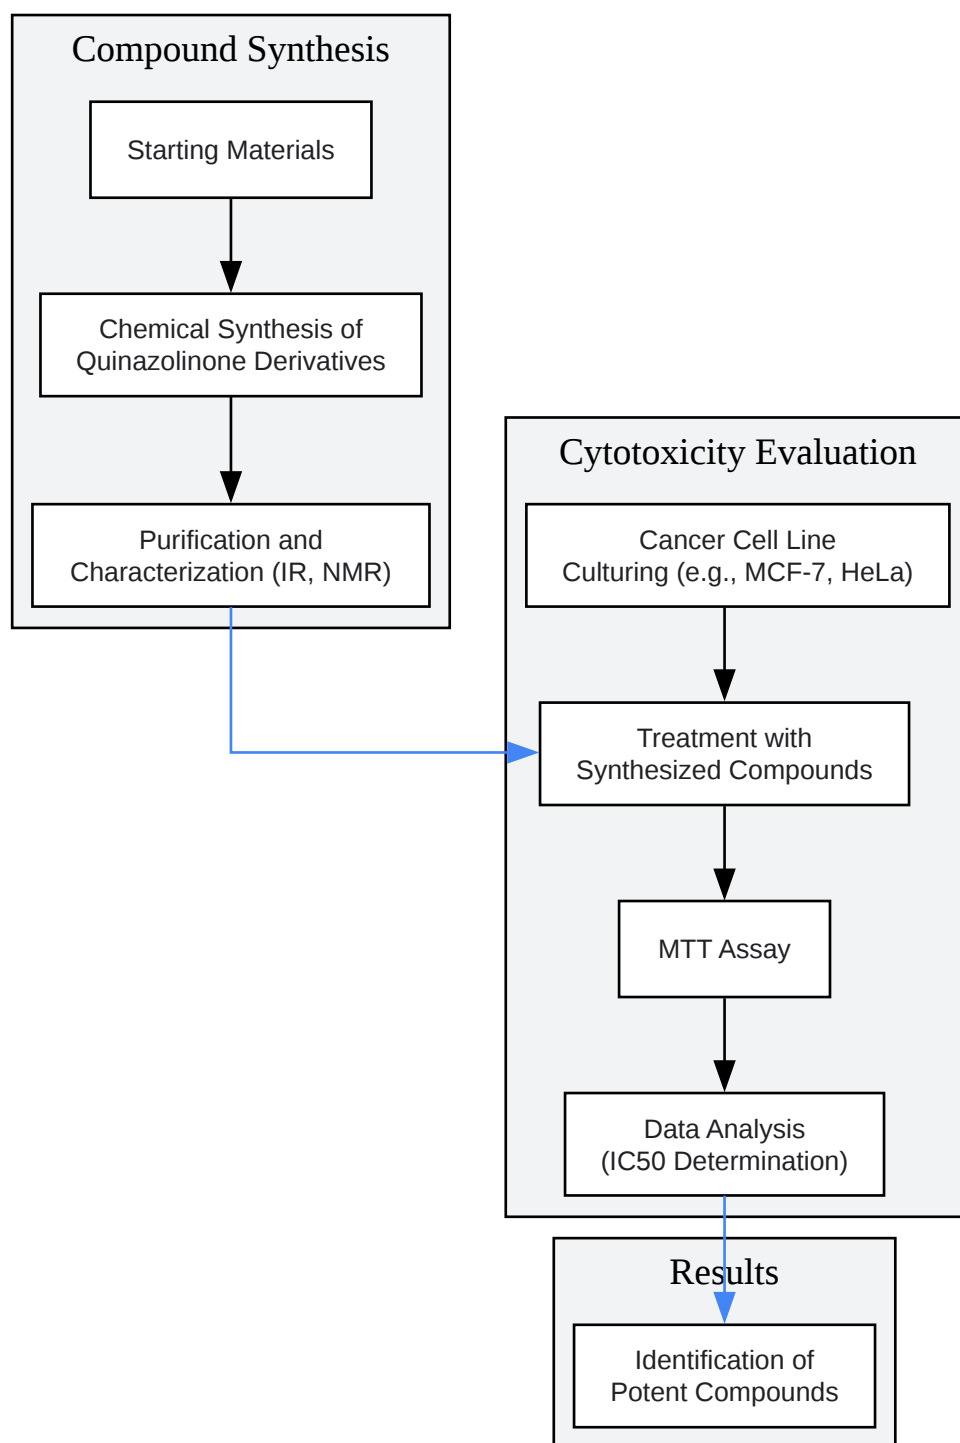 Compound Synthesis
Starting Materials
Chemical Synthesis of
Quinazolinone Derivatives
Purification and
Characterization (IR, NMR)
Cytotoxicity Evaluation
Cancer Cell Line
Culturing (e.g., MCF-7, HeLa)
Treatment with
Synthesized Compounds
MTT Assay
Data Analysis
(IC50 Determination)
Results
Identification of
Potent Compounds